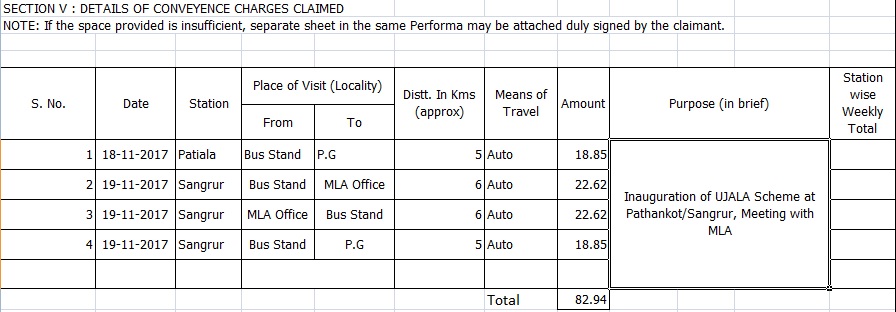 SECTION V : DETAILS OF CONVEYENCE CHARGES CLAIMED
NOTE: If the space provided is insufficient, separate sheet in the same Performa may be attached duly signed by the claimant.
S. No. Date Station Place of Visit (Locality) Distt. In Kms (approx) Means of Travel Amount Purpose (in brief) Station wise Weekly Total
From To
1 18-11-2017 Patiala Bus Stand P.G 5 Auto 18.85
2 19-11-2017 Sangrur Bus Stand MLA Office 6 Auto 22.62
3 19-11-2017 Sangrur MLA Office Bus Stand 6 Auto 22.62
4 19-11-2017 Sangrur Bus Stand P.G 5 Auto 18.85
Inauguration of UJALA Scheme at
Pathankot/Sangrur, Meeting with
MLA
Total 82.94